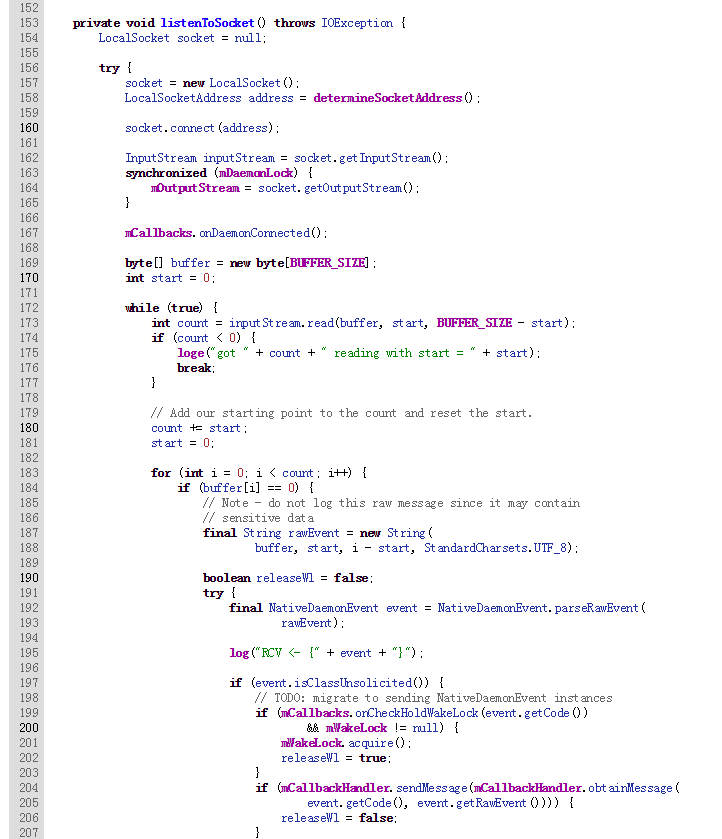 152
153     private void listenToSocket() throws IOException {
154         LocalSocket socket = null;
155
156         try {
157             socket = new LocalSocket();
158             LocalSocketAddress address = determineSocketAddress();
159
160             socket.connect(address);
161
162             InputStream inputStream = socket.getInputStream();
163             synchronized (mDaemonLock) {
164                 mOutputStream = socket.getOutputStream();
165             }
166
167             mCallbacks.onDaemonConnected();
168
169             byte[] buffer = new byte[BUFFER_SIZE];
170             int start = 0;
171
172             while (true) {
173                 int count = inputStream.read(buffer, start, BUFFER_SIZE - start);
174                 if (count < 0) {
175                     loge("got " + count + " reading with start = " + start);
176                     break;
177                 }
178
179                 // Add our starting point to the count and reset the start.
180                 count += start;
181                 start = 0;
182
183                 for (int i = 0; i < count; i++) {
184                     if (buffer[i] == 0) {
185                         // Note - do not log this raw message since it may contain
186                         // sensitive data
187                         final String rawEvent = new String(
188                                 buffer, start, i - start, StandardCharsets.UTF_8);
189
190                         boolean releaseWl = false;
191                         try {
192                             final NativeDaemonEvent event = NativeDaemonEvent.parseRawEvent(
193                                     rawEvent);
194
195                             log("RCV <- {" + event + "}");
196
197                             if (event.isClassUnsolicited()) {
198                                 // TODO: migrate to sending NativeDaemonEvent instances
199                                 if (mCallbacks.onCheckHoldWakeLock(event.getCode())
200                                         && mWakeLock != null) {
201                                     mWakeLock.acquire();
202                                     releaseWl = true;
203                                 }
204                                 if (mCallbackHandler.sendMessage(mCallbackHandler.obtainMessage(
205                                         event.getCode(), event.getRawEvent()))) {
206                                     releaseWl = false;
207                                 }